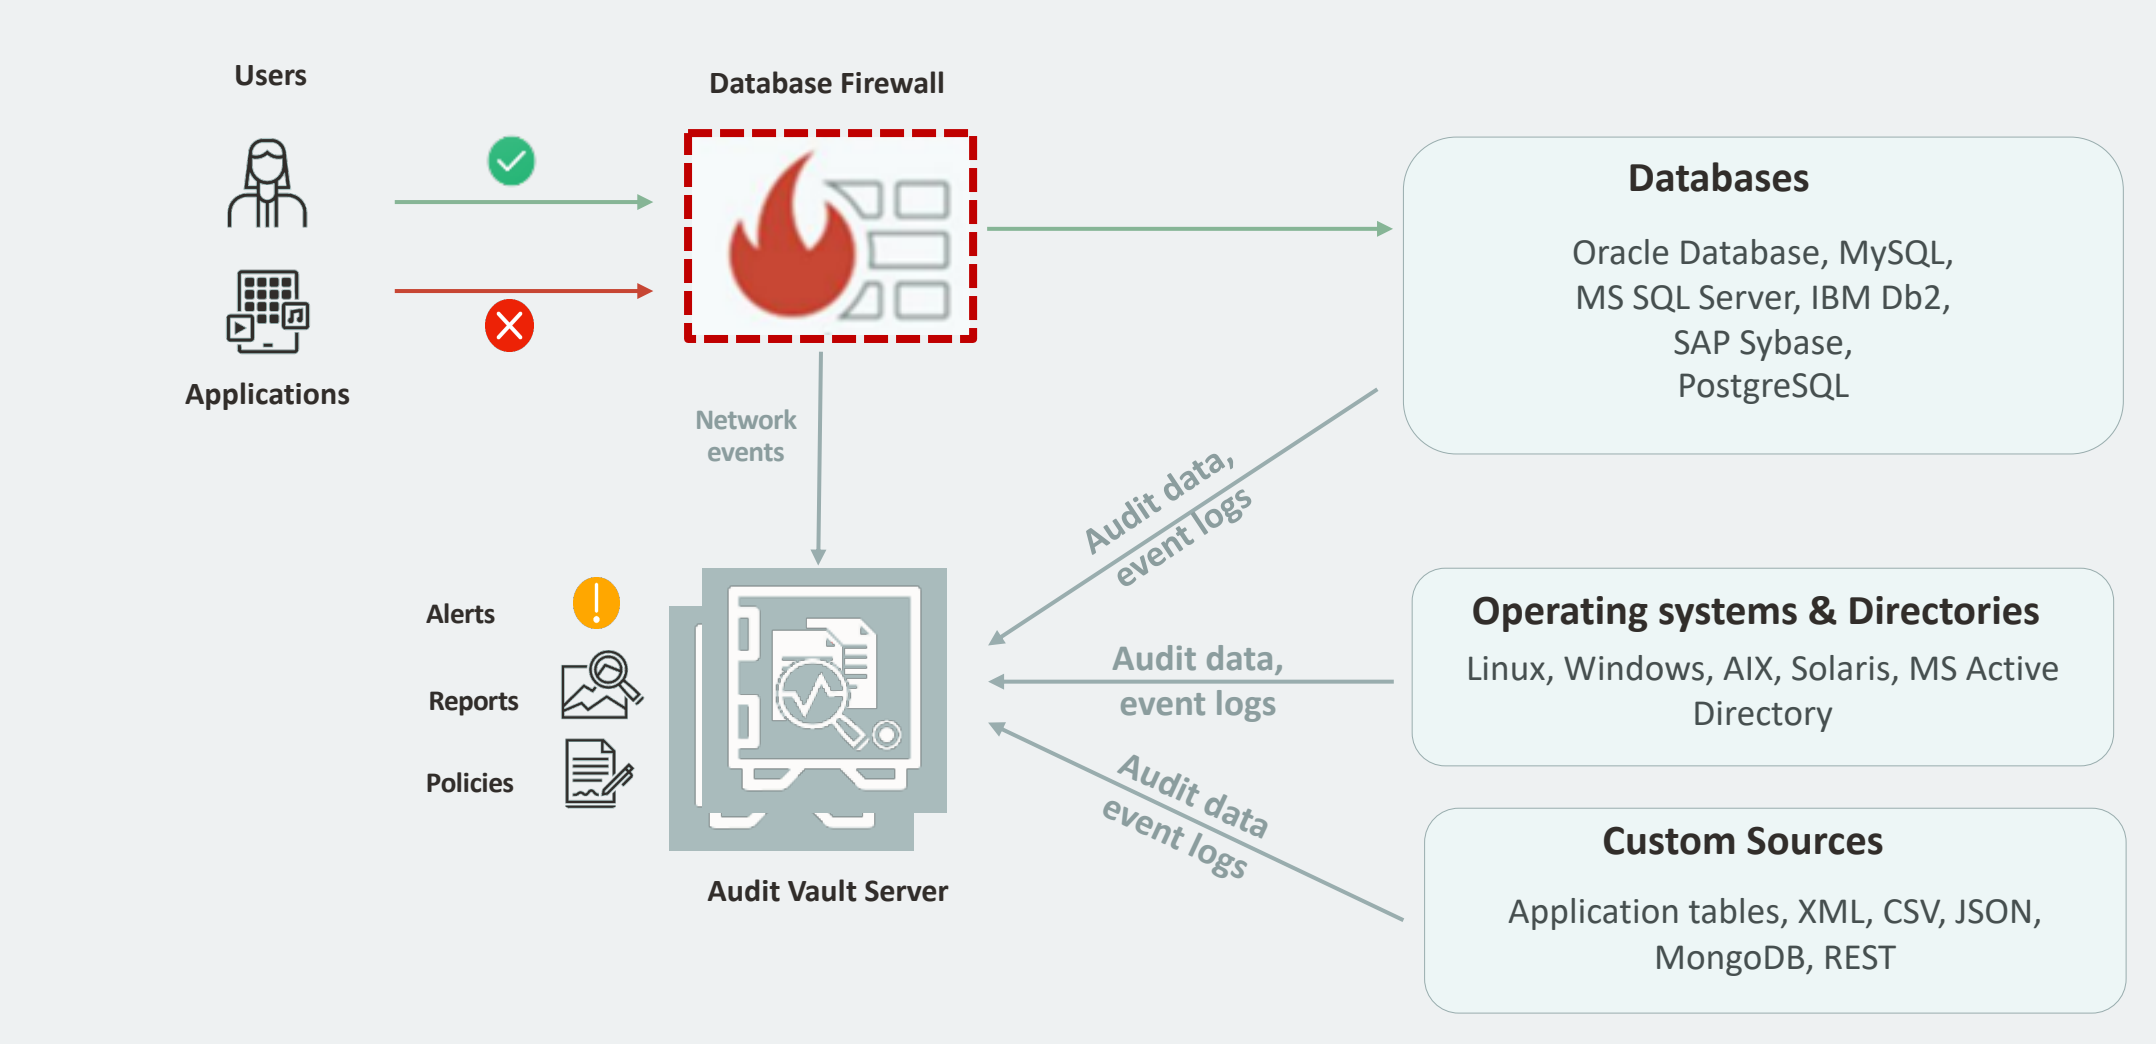 Users
Applications
Database Firewall
Network
events
Databases
Oracle Database, MySQL,
MS SQL Server, IBM Db2,
SAP Sybase,
PostgreSQL
Audit data,
event logs
Alerts
Reports
Policies
Audit Vault Server
Audit data,
event logs
Operating systems & Directories
Linux, Windows, AIX, Solaris, MS Active
Directory
Audit data
event logs
Custom Sources
Application tables, XML, CSV, JSON,
MongoDB, REST